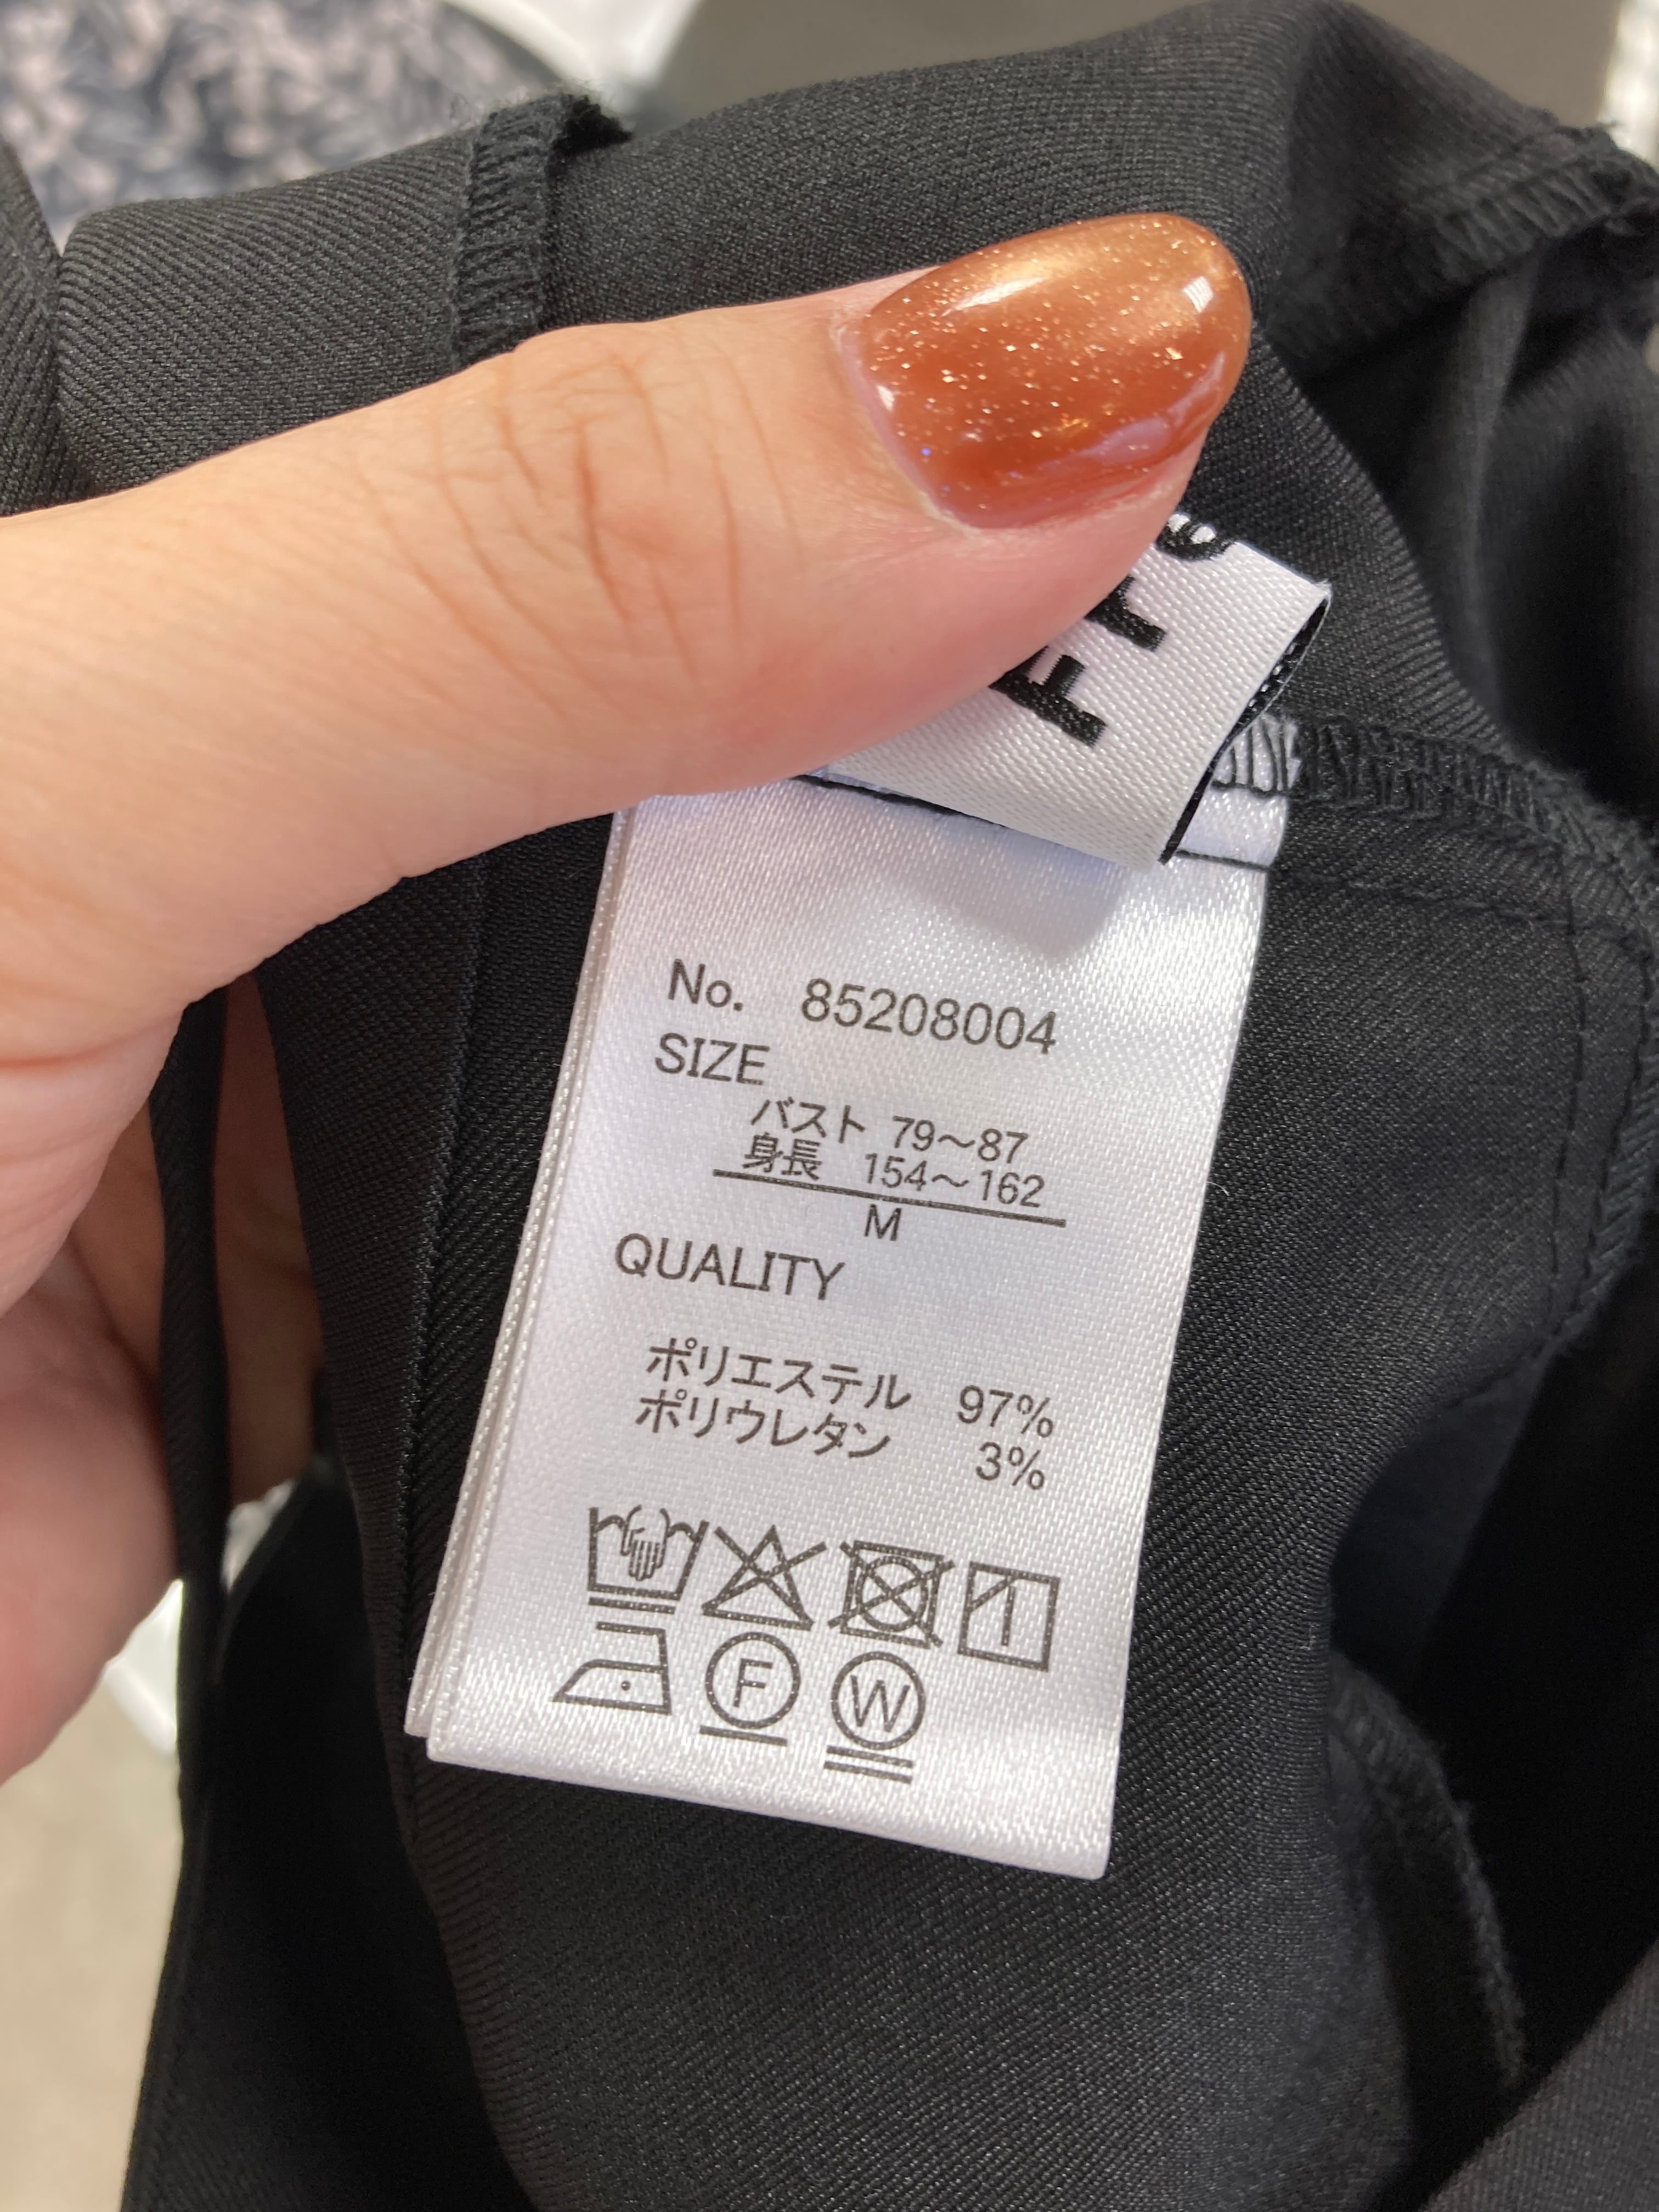 No. 85208004
SIZE
バスト 79～87
身長 154～162
M
QUALITY
ポリエステル 97%
ポリウレタン 3%
F W